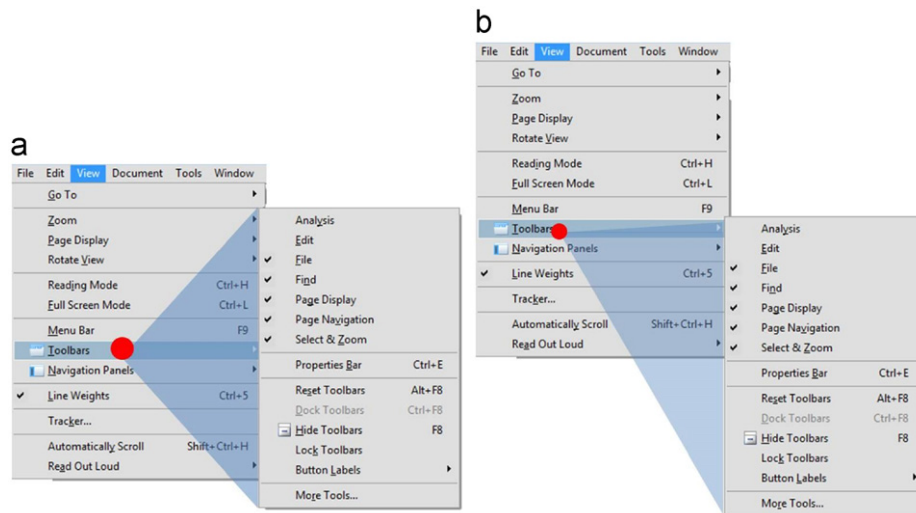 a
File Edit View Document Tools Window
Go To
Zoom
Page Display
Rotate View
Reading Mode Ctrl+H
Full Screen Mode Ctrl+L
Menu Bar F9
Toolbars
Navigation Panels
Line Weights Ctrl+5
Tracker...
Automatically Scroll Shift+Ctrl+H
Read Out Loud
Analysis
Edit
File
Find
Page Display
Page Navigation
Select & Zoom
Properties Bar Ctrl+E
Reset Toolbars Alt+F8
Dock Toolbars Ctrl+F8
Hide Toolbars F8
Lock Toolbars
Button Labels
More Tools...
b
File Edit View Document Tools Window
Go To
Zoom
Page Display
Rotate View
Reading Mode Ctrl+H
Full Screen Mode Ctrl+L
Menu Bar F9
Toolbars
Navigation Panels
Line Weights Ctrl+5
Tracker...
Automatically Scroll Shift+Ctrl+H
Read Out Loud
Analysis
Edit
File
Find
Page Display
Page Navigation
Select & Zoom
Properties Bar Ctrl+E
Reset Toolbars Alt+F8
Dock Toolbars Ctrl+F8
Hide Toolbars F8
Lock Toolbars
Button Labels
More Tools...